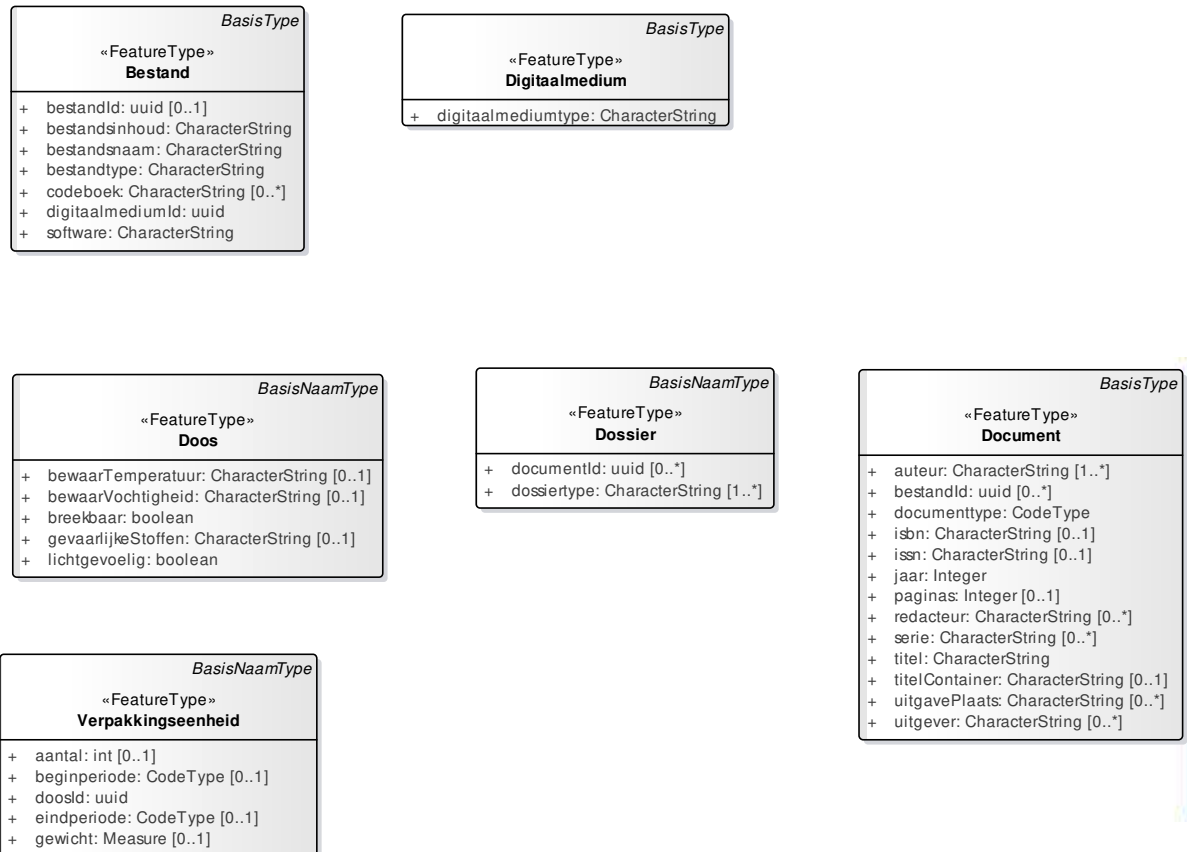 BasisType
«FeatureType»
Bestand
+ bestandId: uuid [0..1]
+ bestandsinhoud: CharacterString
+ bestandsnaam: CharacterString
+ bestandtype: CharacterString
+ codeboek: CharacterString [0..*]
+ digitaalmediumId: uuid
+ software: CharacterString
BasisType
«FeatureType»
Digitaalmedium
+ digitaalmediumtype: CharacterString
BasisNaamType
«FeatureType»
Doos
+ bewaarTemperatuur: CharacterString [0..1]
+ bewaarVochtigheid: CharacterString [0..1]
+ breekbaar: boolean
+ gevaarlijkeStoffen: CharacterString [0..1]
+ lichtgevoelig: boolean
BasisNaamType
«FeatureType»
Dossier
+ documentId: uuid [0..*]
+ dossiertype: CharacterString [1..*]
BasisType
«FeatureType»
Document
+ auteur: CharacterString [1..*]
+ bestandId: uuid [0..*]
+ documenttype: CodeType
+ isbn: CharacterString [0..1]
+ issn: CharacterString [0..1]
+ jaar: Integer
+ paginas: Integer [0..1]
+ redacteur: CharacterString [0..*]
+ serie: CharacterString [0..*]
+ titel: CharacterString
+ titelContainer: CharacterString [0..1]
+ uitgavePlaats: CharacterString [0..*]
+ uitgever: CharacterString [0..*]
BasisNaamType
«FeatureType»
Verpakkingseenheid
+ aantal: int [0..1]
+ beginperiode: CodeType [0..1]
+ doosId: uuid
+ eindperiode: CodeType [0..1]
+ gewicht: Measure [0..1]